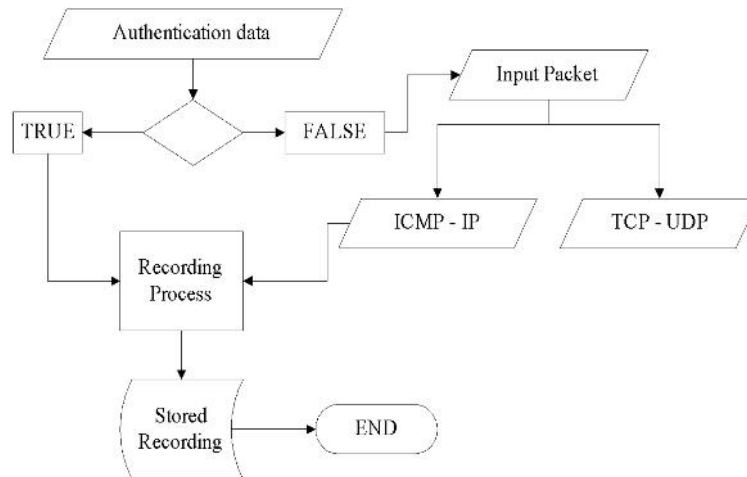 Authentication data
Input Packet
TRUE
FALSE
ICMP - IP
TCP - UDP
Recording
Process
Stored
Recording
END